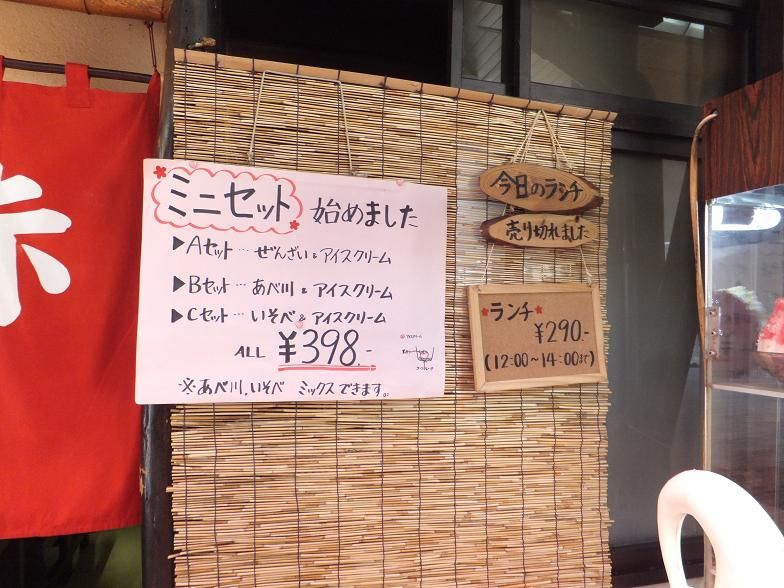 ミニセット 始めました
▶Aセット…ぜんざい&アイスクリーム
▶Bセット…あべ川&アイスクリーム
▶Cセット…いそべ&アイスクリーム
ALL ¥398.-
※あべ川、いそべ ミックスできます。
今日のランチ
売り切れました
ランチ
¥290.-
(12:00~14:00まで)